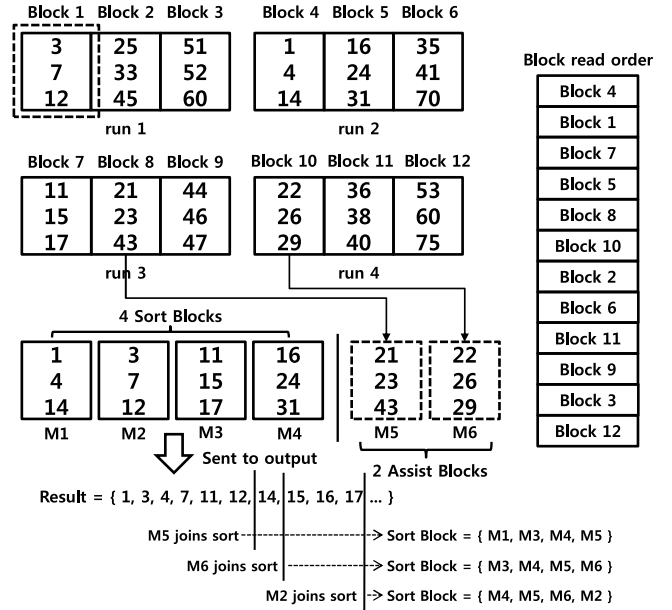 Block 1 Block 2 Block 3 Block 4 Block 5 Block 6
3 25 51 1 16 35
7 33 52 4 24 41
12 45 60 14 31 70
run 1 run 2
Block 7 Block 8 Block 9 Block 10 Block 11 Block 12
11 21 44 22 36 53
15 23 46 26 38 60
17 43 47 29 40 75
run 3 run 4
Block read order
Block 4
Block 1
Block 7
Block 5
Block 8
Block 10
Block 2
Block 6
Block 11
Block 9
Block 3
Block 12
4 Sort Blocks
1 3 11 16 21 22
4 7 15 24 23 26
14 12 17 31 43 29
M1 M2 M3 M4 M5 M6
Sent to output
2 Assist Blocks
Result = { 1, 3, 4, 7, 11, 12, 14, 15, 16, 17 ... }
M5 joins sort Sort Block = { M1, M3, M4, M5 }
M6 joins sort Sort Block = { M3, M4, M5, M6 }
M2 joins sort Sort Block = { M4, M5, M6, M2 }